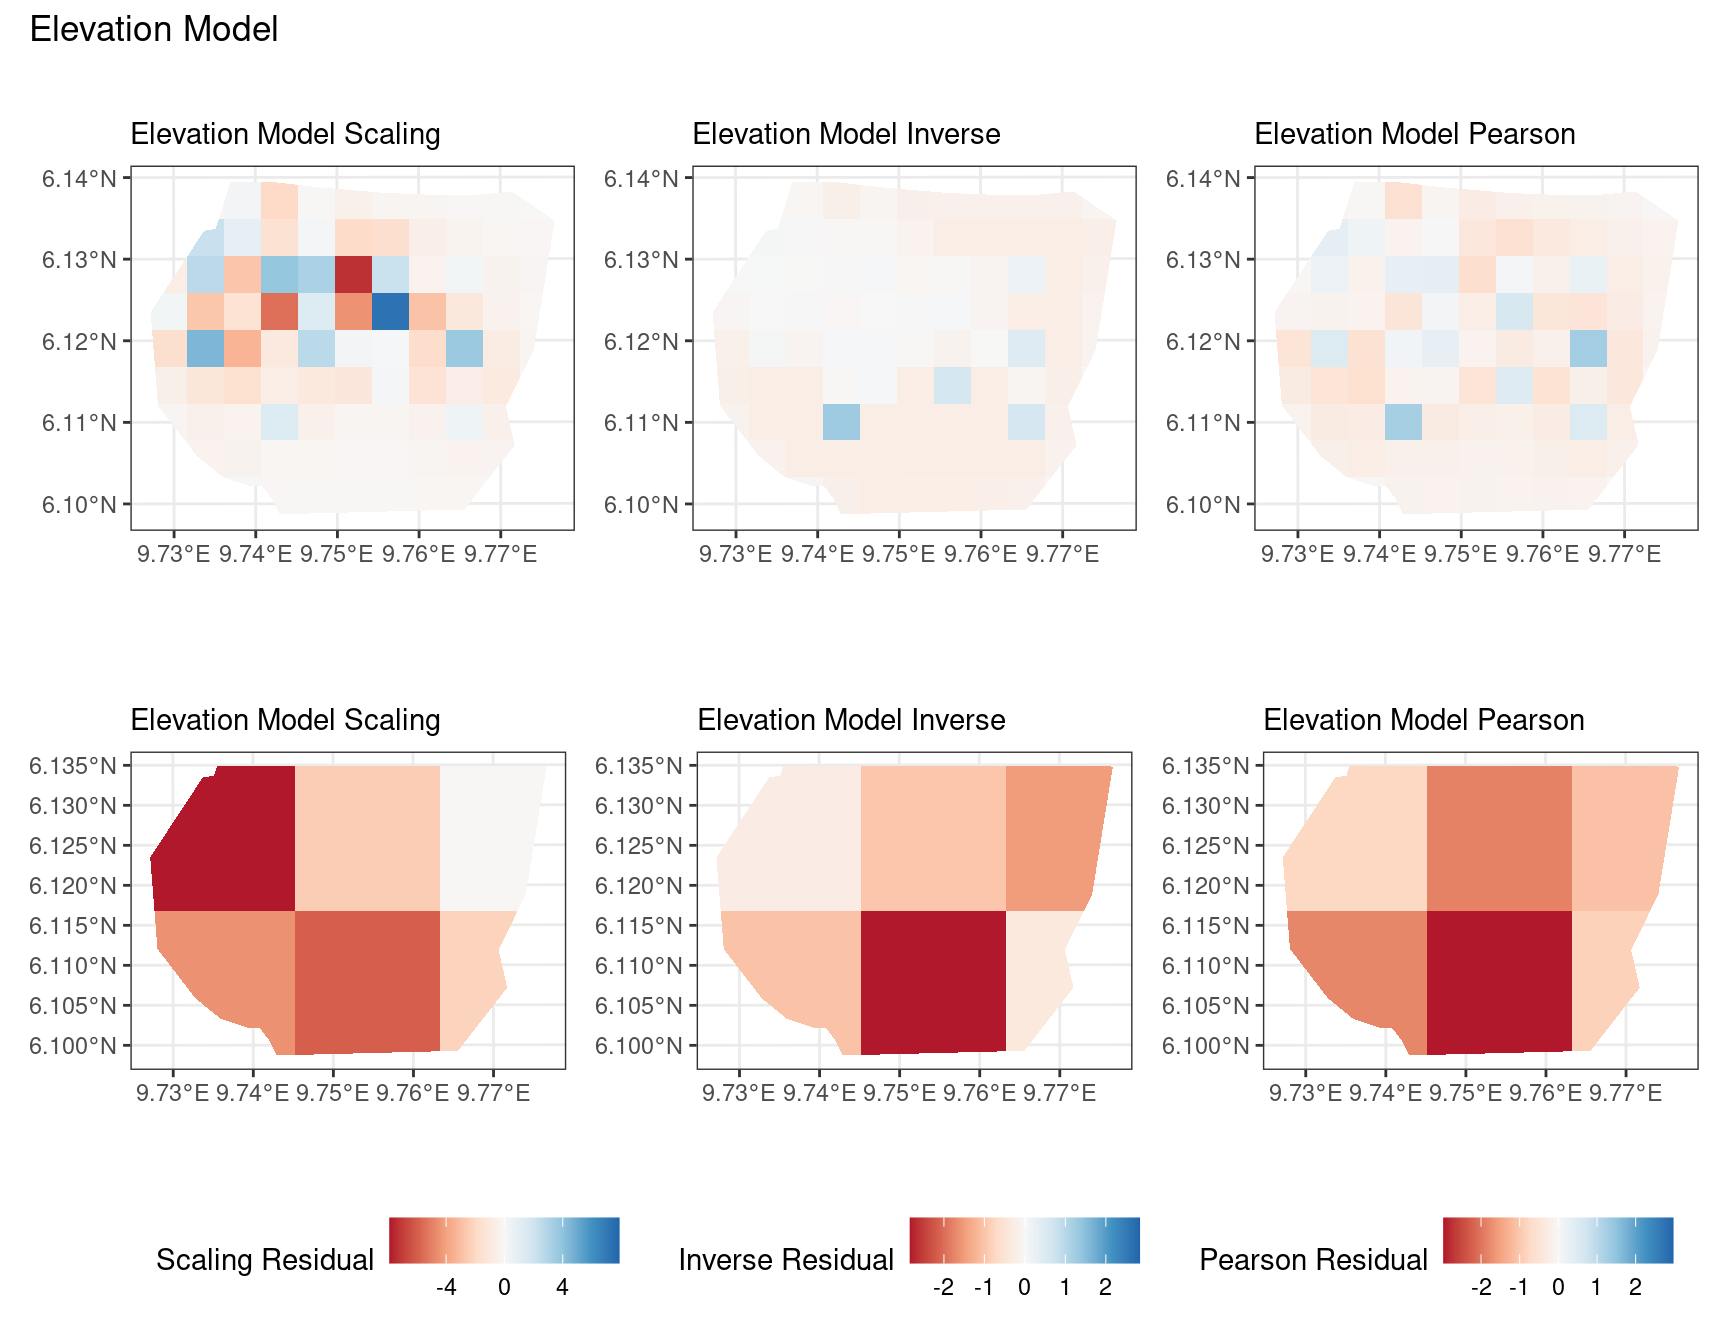 Elevation Model
Elevation Model Scaling
Elevation Model Inverse
Elevation Model Pearson
6.14°N
6.13°N
6.12°N
6.11°N
6.10°N
9.73°E 9.74°E 9.75°E 9.76°E 9.77°E
6.14°N
6.13°N
6.12°N
6.11°N
6.10°N
9.73°E 9.74°E 9.75°E 9.76°E 9.77°E
6.14°N
6.13°N
6.12°N
6.11°N
6.10°N
9.73°E 9.74°E 9.75°E 9.76°E 9.77°E
Elevation Model Scaling
Elevation Model Inverse
Elevation Model Pearson
6.135°N
6.130°N
6.125°N
6.120°N
6.115°N
6.110°N
6.105°N
6.100°N
9.73°E 9.74°E 9.75°E 9.76°E 9.77°E
6.135°N
6.130°N
6.125°N
6.120°N
6.115°N
6.110°N
6.105°N
6.100°N
9.73°E 9.74°E 9.75°E 9.76°E 9.77°E
6.135°N
6.130°N
6.125°N
6.120°N
6.115°N
6.110°N
6.105°N
6.100°N
9.73°E 9.74°E 9.75°E 9.76°E 9.77°E
Scaling Residual
-4 0 4
Inverse Residual
-2 -1 0 1 2
Pearson Residual
-2 -1 0 1 2